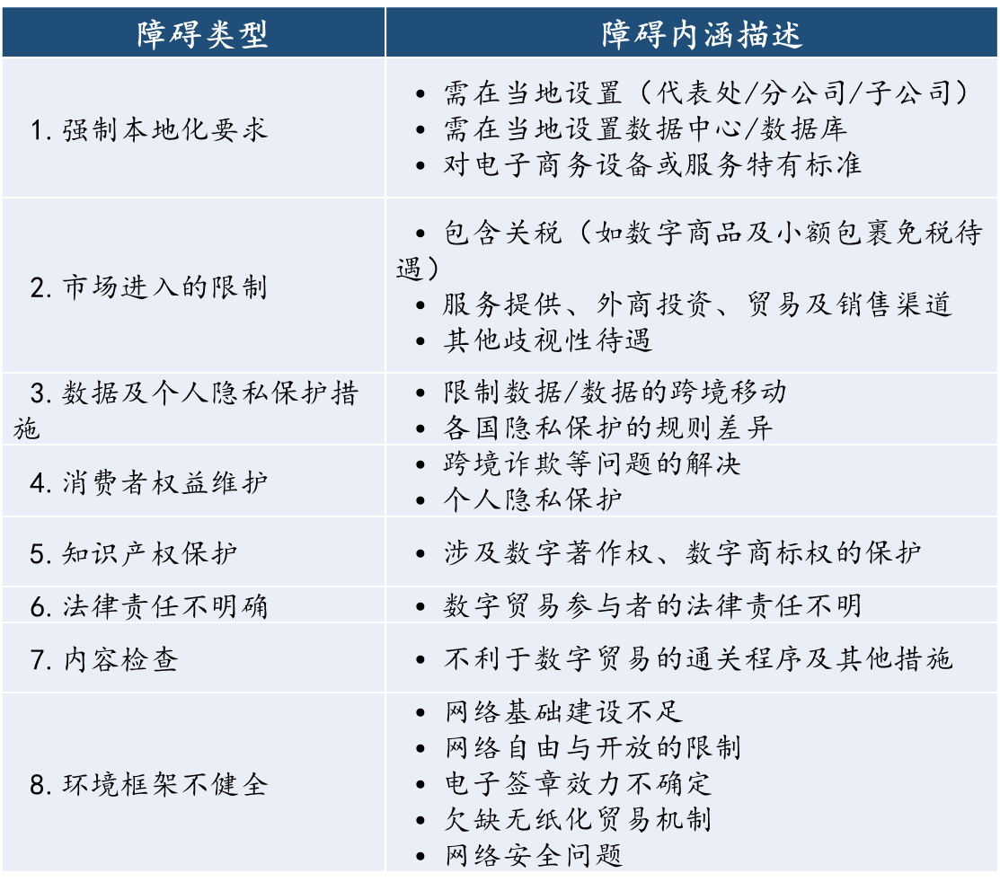 障碍类型
障碍内涵描述
1.强制本地化要求
• 需在当地设置（代表处/分公司/子公司）
• 需在当地设置数据中心/数据库
• 对电子商务设备或服务特有标准
2.市场进入的限制
• 包含关税（如数字商品及小额包裹免税待
遇）
• 服务提供、外商投资、贸易及销售渠道
• 其他歧视性待遇
3.数据及个人隐私保护措
施
• 限制数据/数据的跨境移动
• 各国隐私保护的规则差异
4.消费者权益维护
• 跨境诈欺等问题的解决
• 个人隐私保护
5.知识产权保护
• 涉及数字著作权、数字商标权的保护
6.法律责任不明确
• 数字贸易参与者的法律责任不明
7.内容检查
• 不利于数字贸易的通关程序及其他措施
8.环境框架不健全
• 网络基础建设不足
• 网络自由与开放的限制
• 电子签章效力不确定
• 欠缺无纸化贸易机制
• 网络安全问题